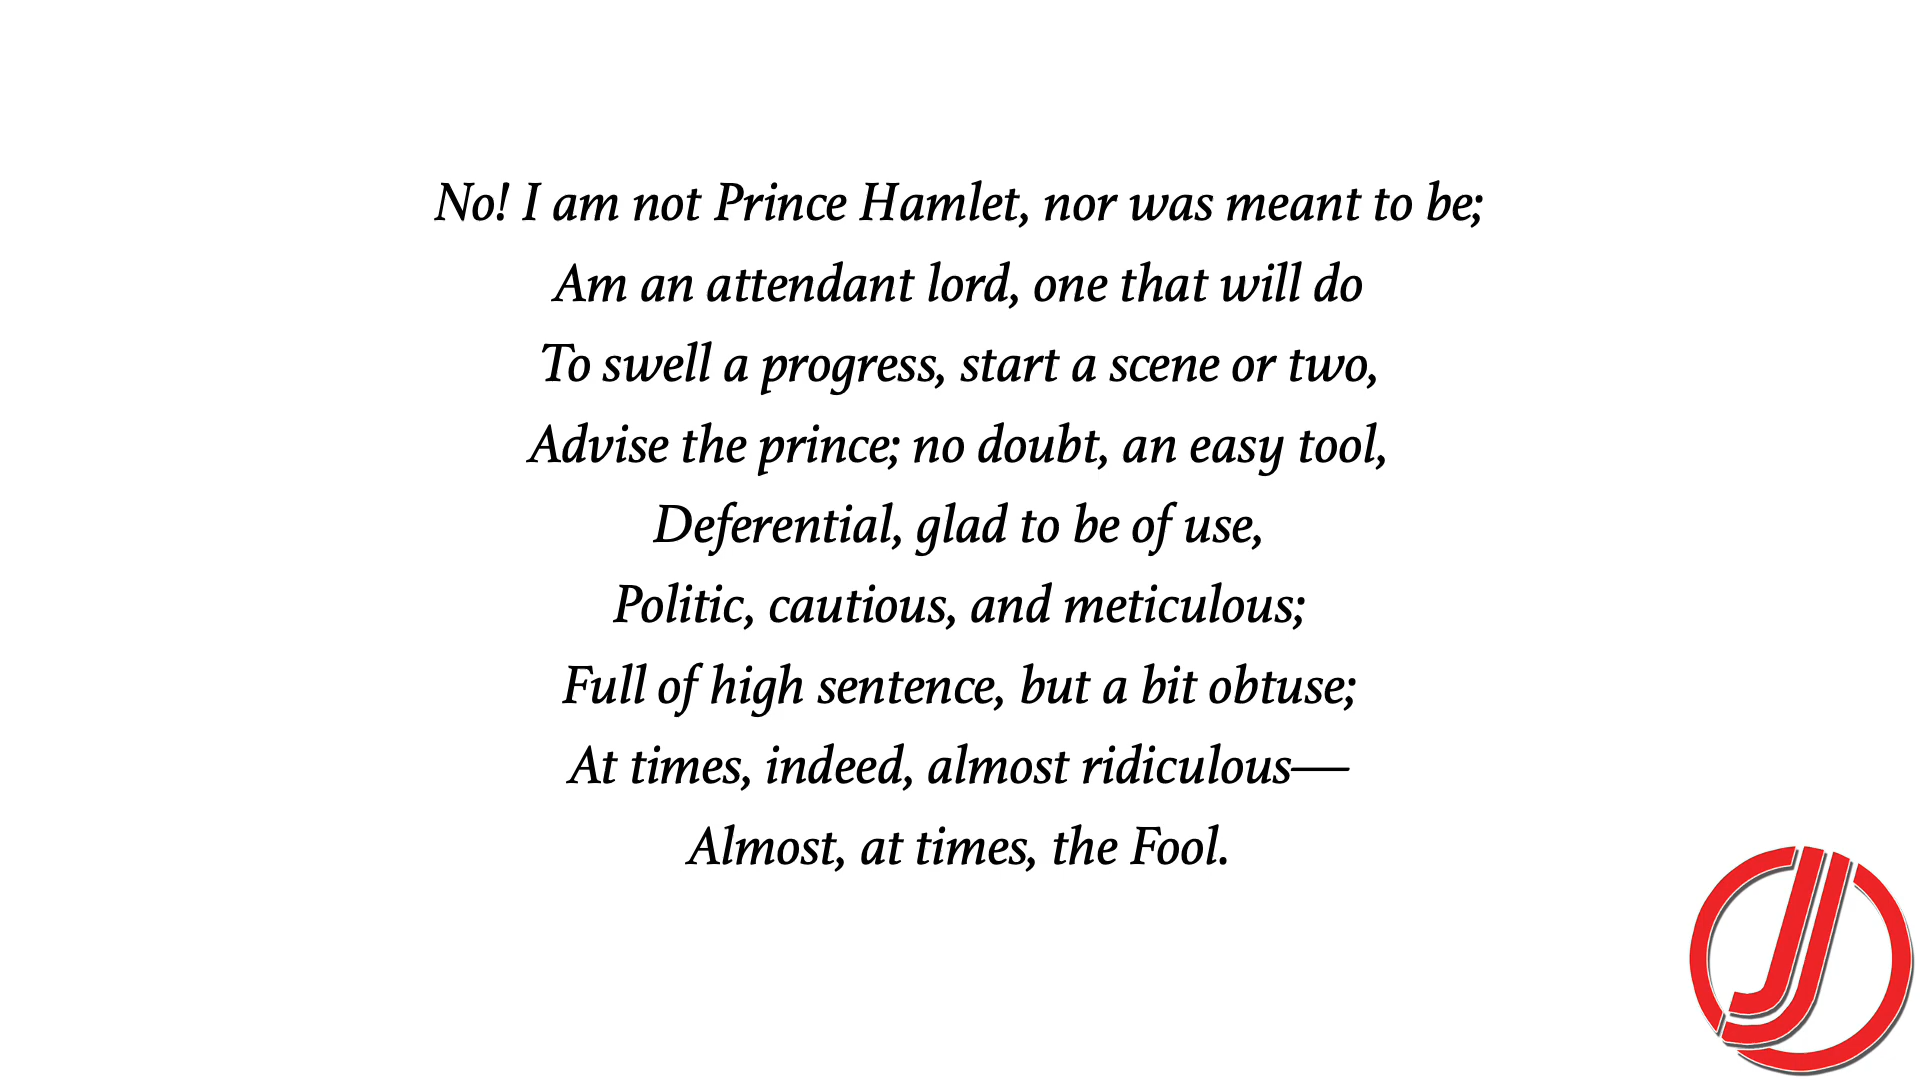 No! I am not Prince Hamlet, nor was meant to be;
Am an attendant lord, one that will do
To swell a progress, start a scene or two,
Advise the prince; no doubt, an easy tool,
Deferential, glad to be of use,
Politic, cautious, and meticulous;
Full of high sentence, but a bit obtuse;
At times, indeed, almost ridiculous—
Almost, at times, the Fool.
JJ